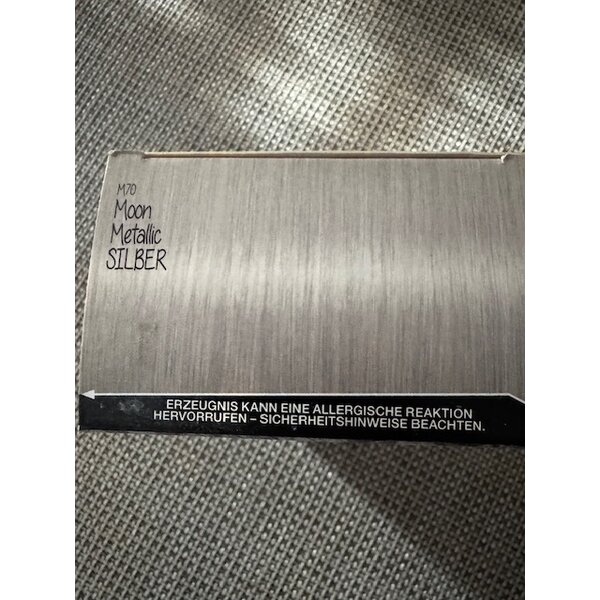 M70
Moon
Metallic
SILBER
ERZEUGNIS KANN EINE ALLERGISCHE REAKTION
HERVORRUFEN – SICHERHEITSHINWEISE BEACHTEN.